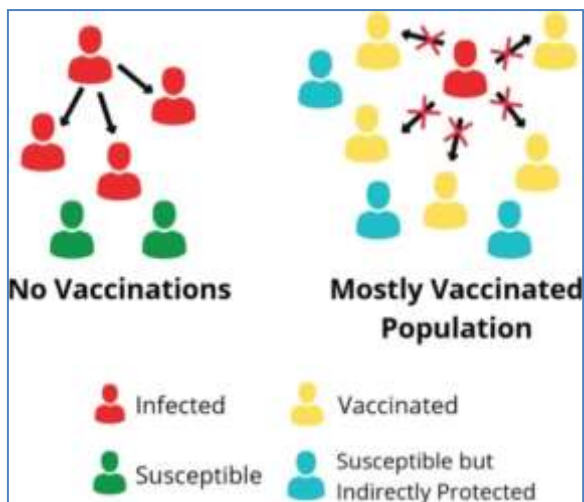 No Vaccinations
Mostly Vaccinated
Population
Infected
Vaccinated
Susceptible
Susceptible but
Indirectly Protected